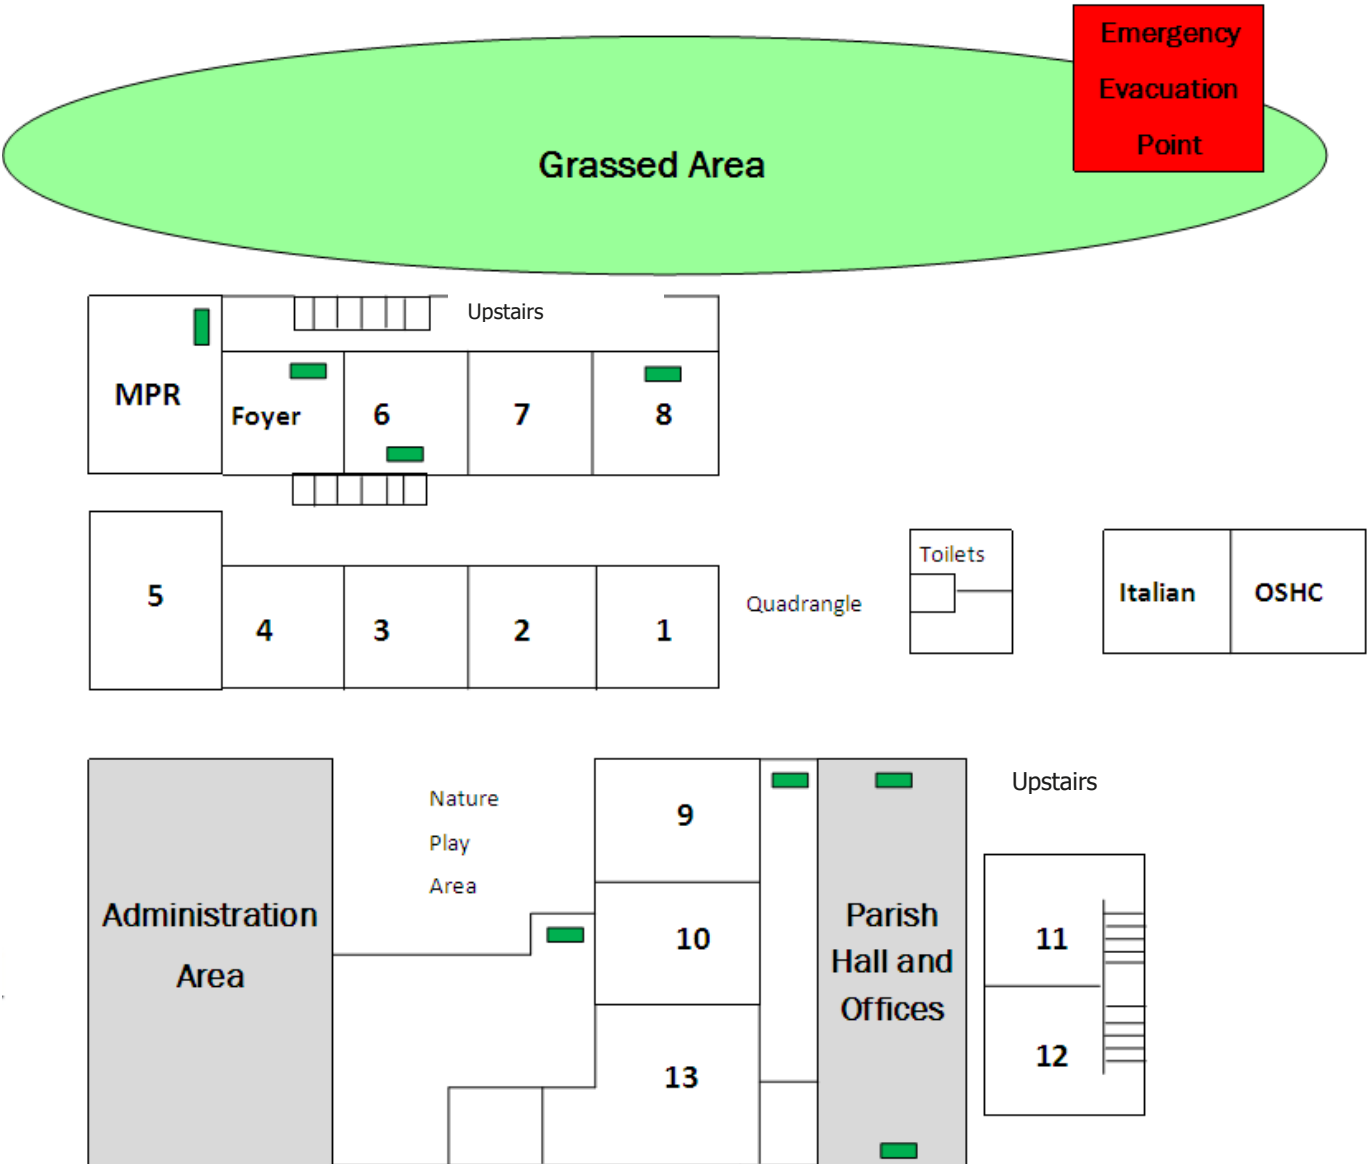 Emergency
Evacuation
Point
Grassed Area
Upstairs
MPR
Foyer
6
7
8
5
4
3
2
1
Quadrangle
Toilets
Italian
OSHC
Administration
Area
Nature
Play
Area
9
10
13
Parish
Hall and
Offices
Upstairs
11
12